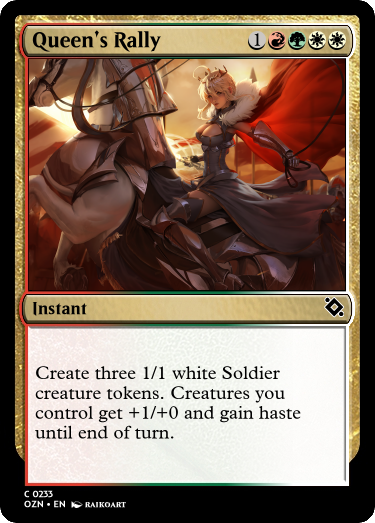 Queen's Rally 1
Instant
Create three 1/1 white Soldier
creature tokens. Creatures you
control get +1/+0 and gain haste
until end of turn.
C 0233
OZN • EN RAIKOART